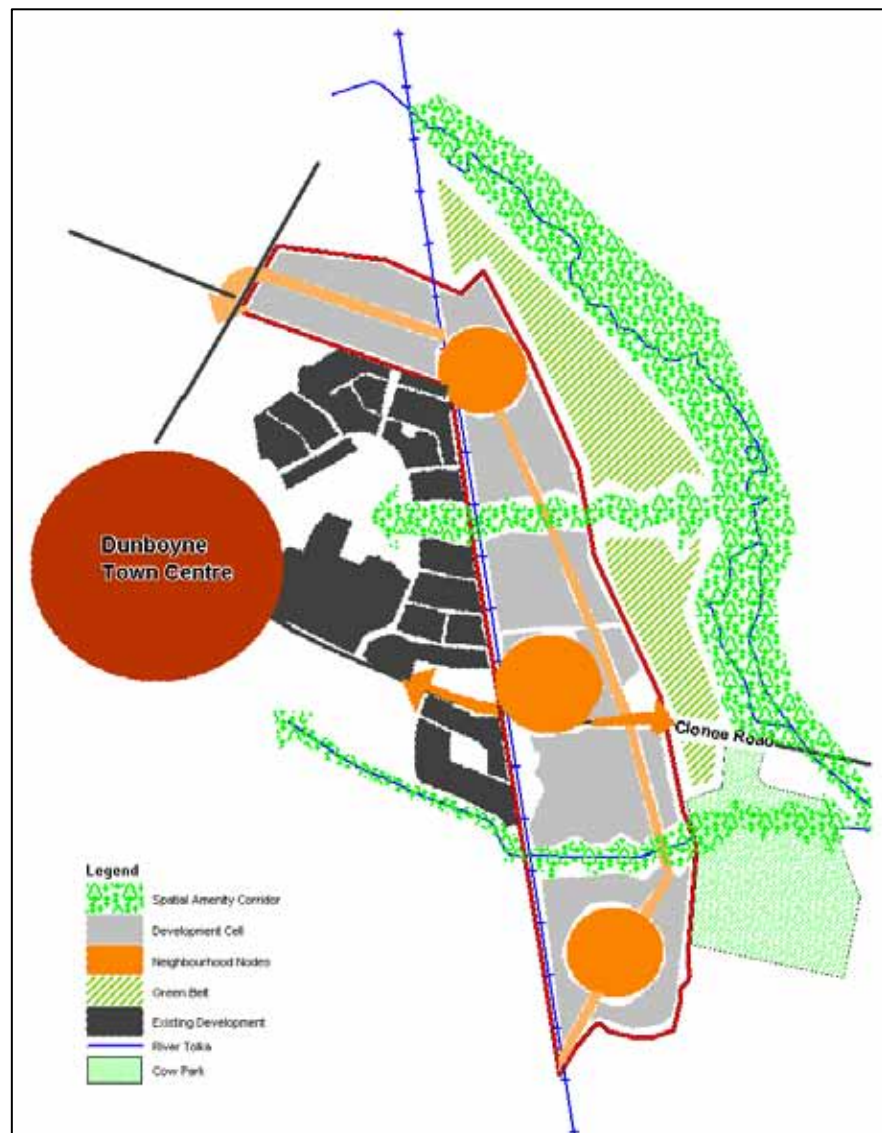 Dunboyne
Town Centre
Clonee Road
Legend
Spatial Amenity Corridor
Development Cell
Neighbourhood Nodes
Green Belt
Existing Development
River Tolka
Cow Park